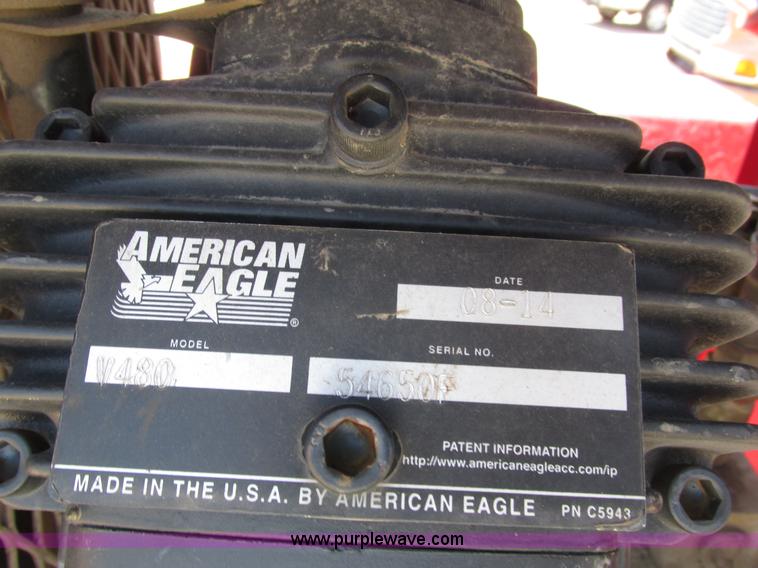 AMERICAN
EAGLE
®
DATE
08-14
MODEL
SERIAL NO.
V480
54650F
PATENT INFORMATION
http://www.americaneagleacc.com/ip
MADE IN THE U.S.A. BY AMERICAN EAGLE PN C5943
www.purplewave.com